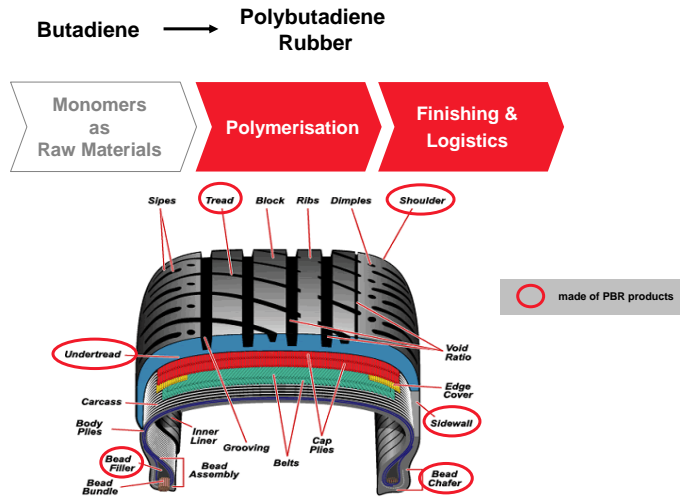 Butadiene
Polybutadiene
Rubber
Monomers
as
Raw Materials
Polymerisation
Finishing &
Logistics
Sipes
Tread
Block
Ribs
Dimples
Shoulder
made of PBR products
Void
Ratio
Undertread
Edge
Cover
Carcass
Sidewall
Body
Plies
Inner
Liner
Grooving
Belts
Cap
Plies
Bead
Filler
Bead
Assembly
Bead
Bundle
Bead
Chafer